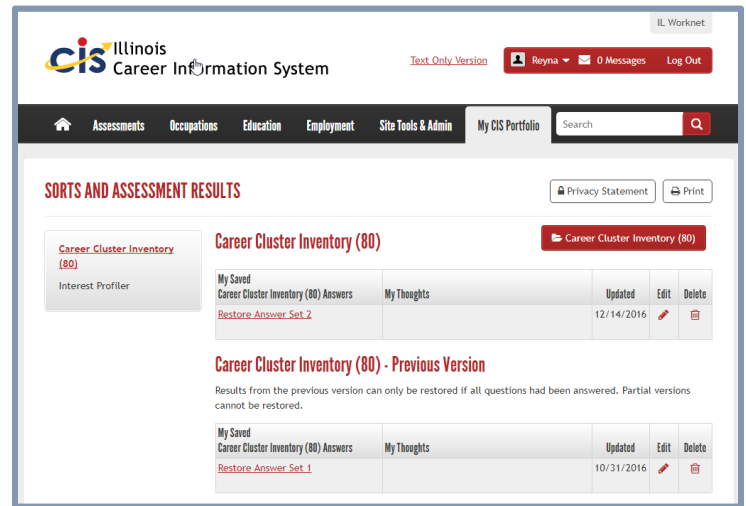 IL Worknet
cis Illinois
Career Information System
Text Only Version
Reyna
0 Messages
Log Out
Assessments
Occupations
Education
Employment
Site Tools & Admin
My CIS Portfolio
Search
SORTS AND ASSESSMENT RESULTS
Privacy Statement
Print
Career Cluster Inventory
(80)
Interest Profiler
Career Cluster Inventory (80)
Career Cluster Inventory (80)
My Saved
Career Cluster Inventory (80) Answers
My Thoughts
Updated
Edit
Delete
Restore Answer Set 2
12/14/2016
Career Cluster Inventory (80) - Previous Version
Results from the previous version can only be restored if all questions had been answered. Partial versions
cannot be restored.
My Saved
Career Cluster Inventory (80) Answers
My Thoughts
Updated
Edit
Delete
Restore Answer Set 1
10/31/2016